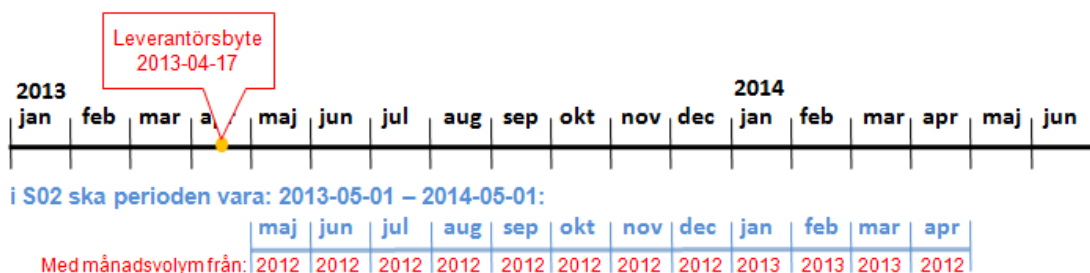 Leverantörsbyte
2013-04-17
2013 2014
jan feb mar apr maj jun jul aug sep okt nov dec jan feb mar apr maj jun
i S02 ska perioden vara: 2013-05-01 – 2014-05-01:
maj jun jul aug sep okt nov dec jan feb mar apr
Med månadsvolym från: 2012 2012 2012 2012 2012 2012 2012 2012 2013 2013 2013 2012